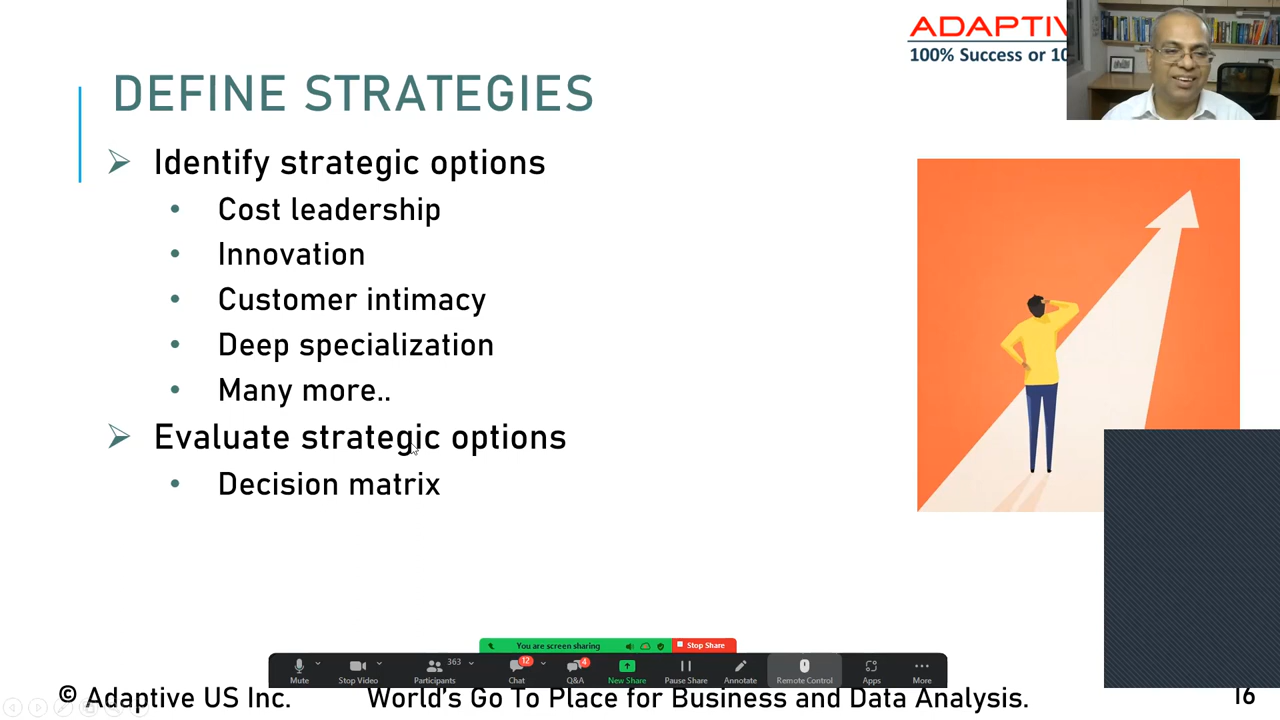 ADAPTIV
100% Success or 10
DEFINE STRATEGIES
Identify strategic options
Cost leadership
Innovation
Customer intimacy
Deep specialization
Many more..
Evaluate strategic options
Decision matrix
You are screen sharing Stop Share
363 12 4
Mute Stop Video Participants Chat Q&A New Share Pause Share Annotate Remote Control Apps More
© Adaptive US Inc. World's Go To Place for Business and Data Analysis. 16